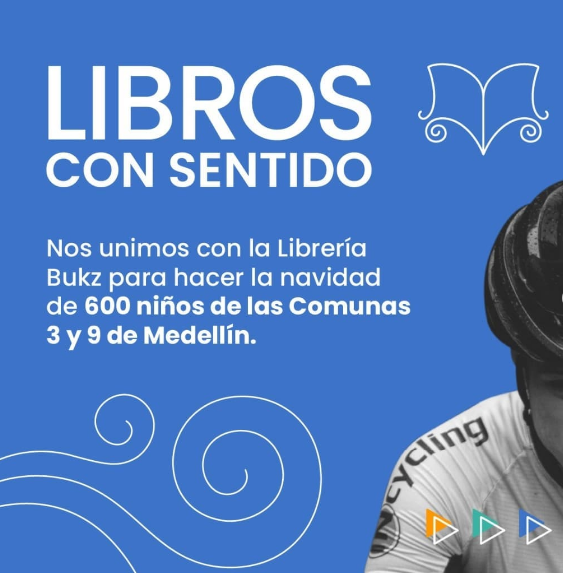 LIBROS
CON SENTIDO
Nos unimos con la Librería
Bukz para hacer la navidad
de 600 niños de las Comunas
3 y 9 de Medellín.
cycling